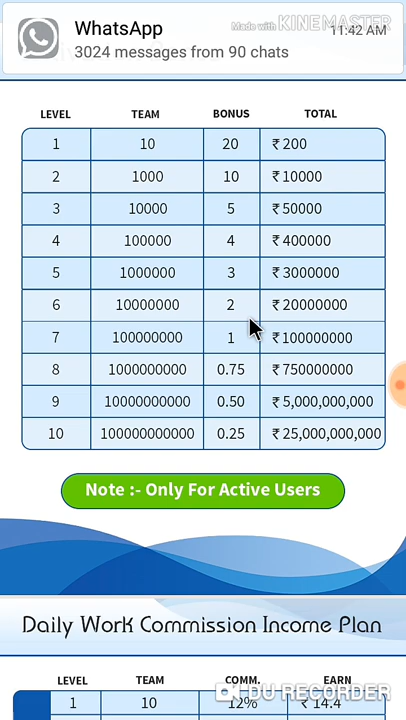 WhatsApp
11:42 AM
Made with KINEMASTER
3024 messages from 90 chats
LEVEL TEAM BONUS TOTAL
1 10 20 ₹200
2 1000 10 ₹10000
3 10000 5 ₹50000
4 100000 4 ₹400000
5 1000000 3 ₹3000000
6 10000000 2 ₹20000000
7 100000000 1 ₹100000000
8 1000000000 0.75 ₹750000000
9 10000000000 0.50 ₹5,000,000,000
10 100000000000 0.25 ₹25,000,000,000
Note :- Only For Active Users
Daily Work Commission Income Plan
LEVEL TEAM COMM. EARN
1 10 12% ₹ 14.4
DU RECORDER